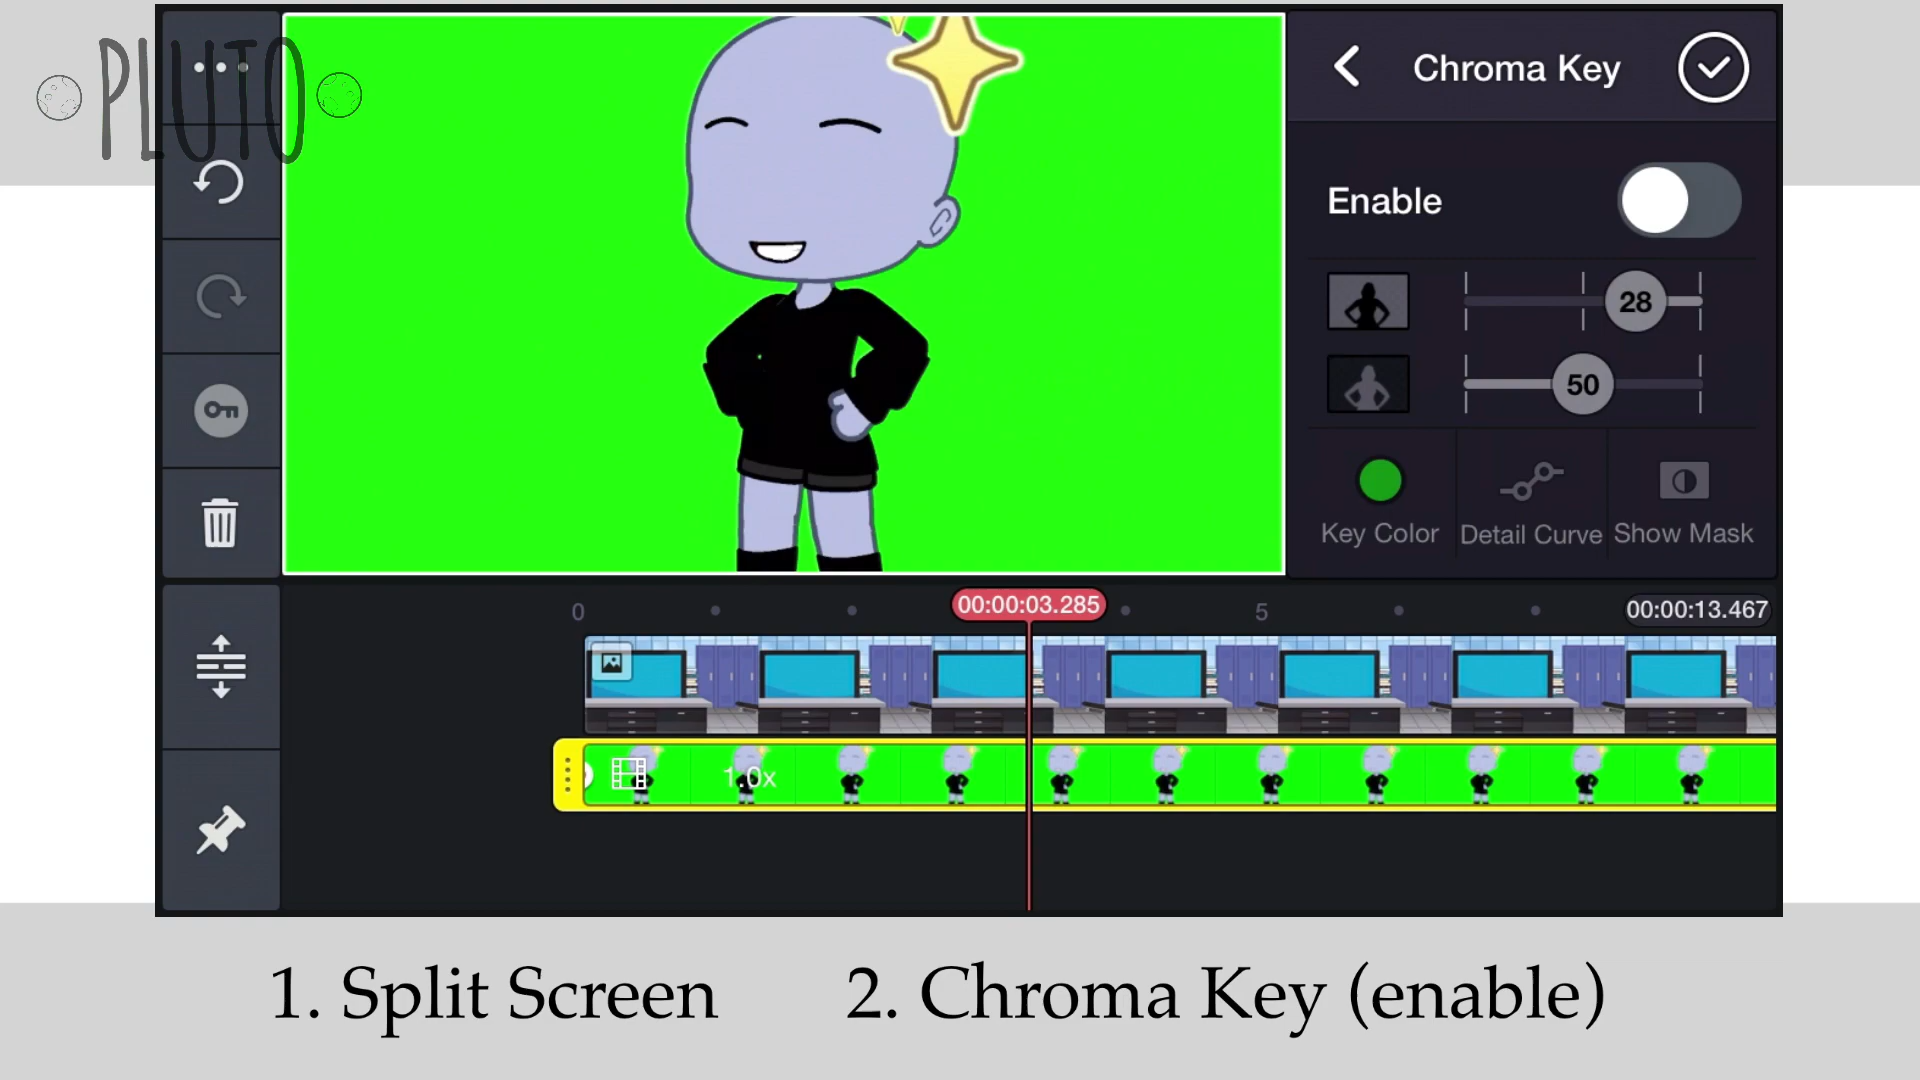 PLUTO
Chroma Key
Enable
28
50
Key Color Detail Curve Show Mask
0 00:00:03.285 5 00:00:13.467
1.0x
1. Split Screen 2. Chroma Key (enable)